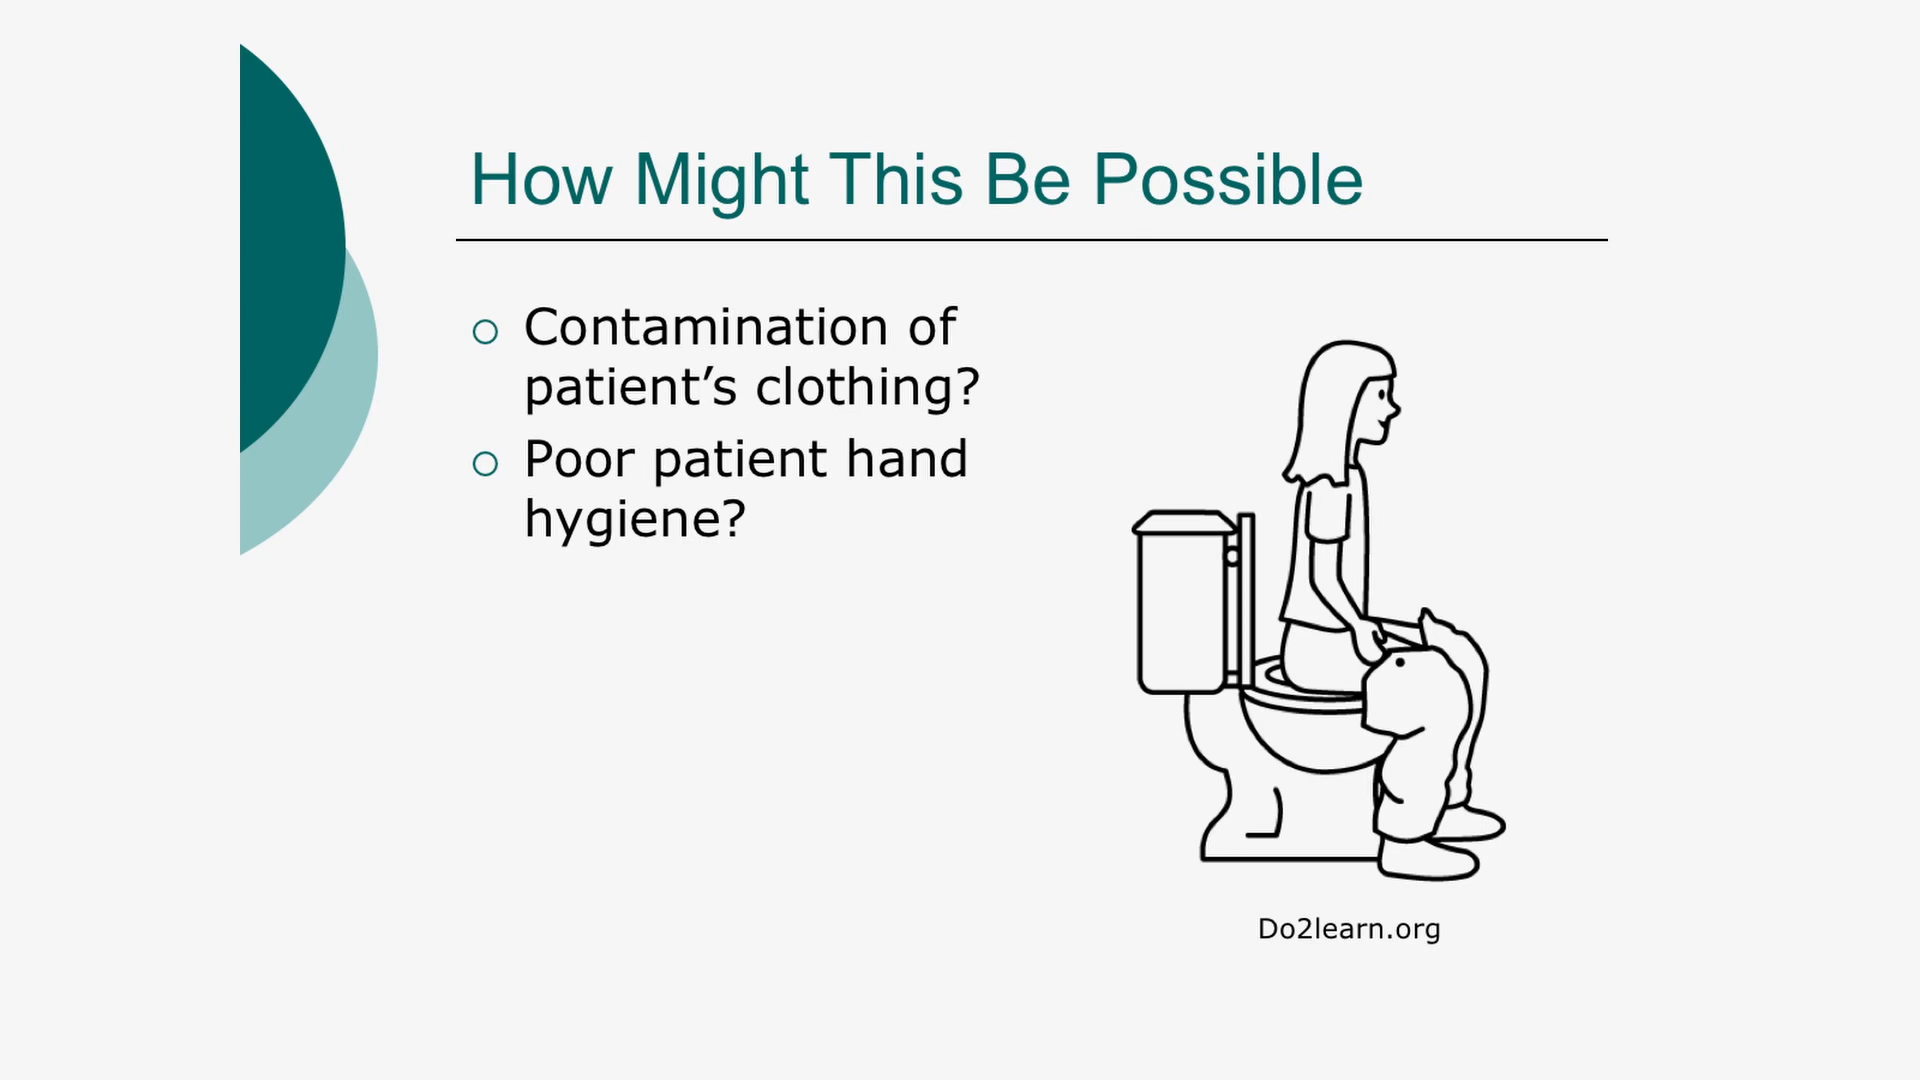 How Might This Be Possible
Contamination of
patient’s clothing?
Poor patient hand
hygiene?
Do2learn.org